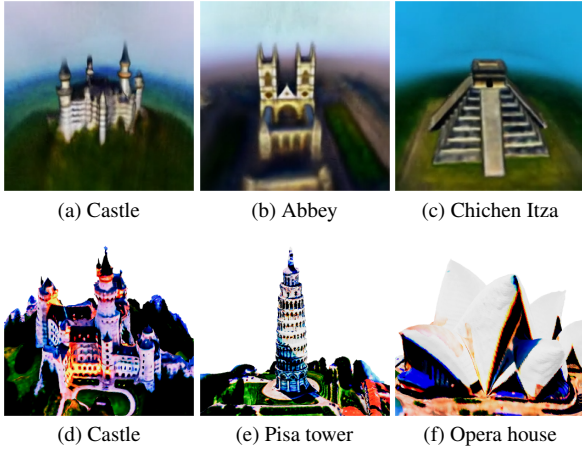 (a) Castle
(b) Abbey
(c) Chichen Itza
(d) Castle
(e) Pisa tower
(f) Opera house